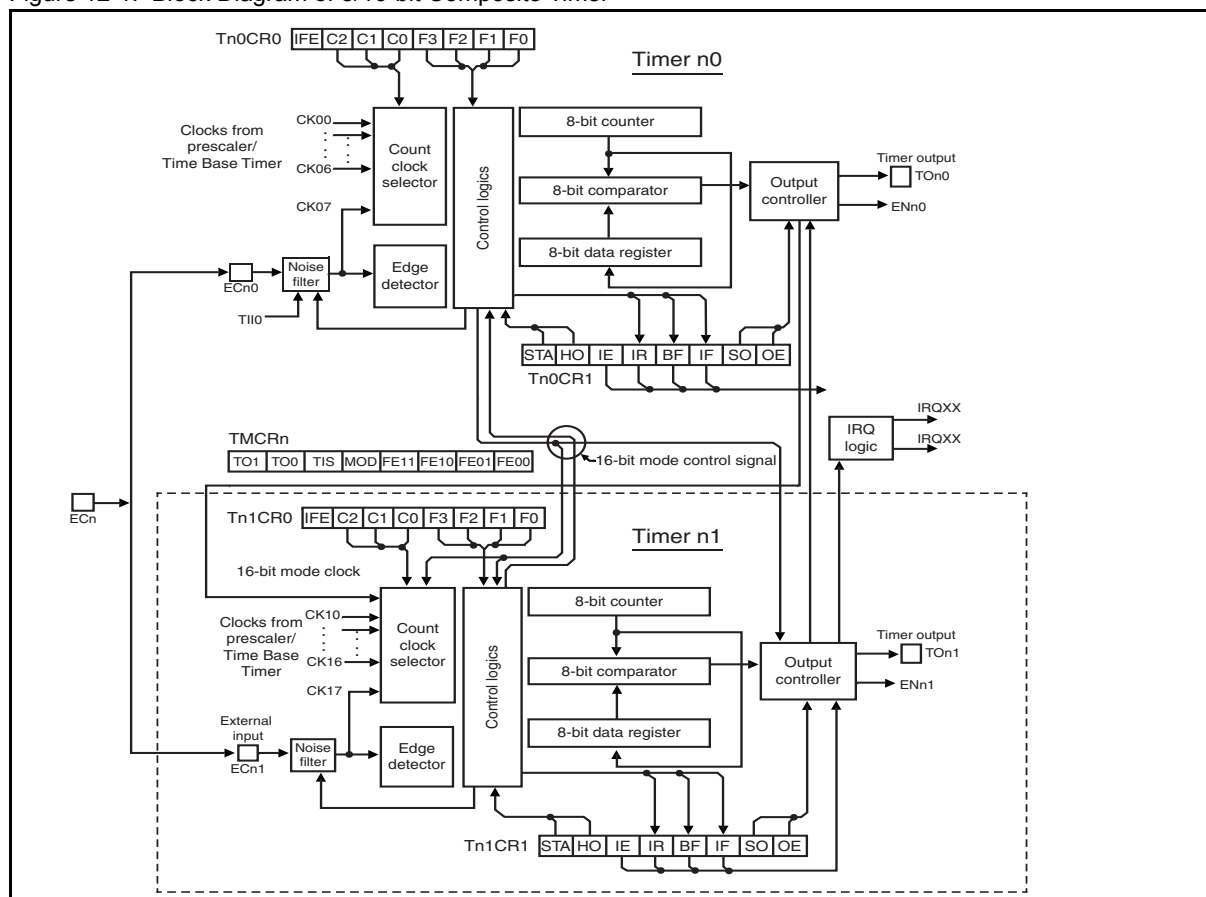 Tn0CR0 IFE C2 C1 C0 F3 F2 F1 F0
Timer n0
CK00
Clocks from
prescaler/
Time Base Timer
CK06
CK07
Count
clock
selector
Control logics
8-bit counter
8-bit comparator
8-bit data register
Output
controller
Timer output
TOn0
ENn0
ECn0
Noise
filter
TII0
Edge
detector
STA HO IE IR BF IF SO OE
Tn0CR1
IRQ
logic
IRQXX
IRQXX
TMCRn
TO1 TO0 TIS MOD FE11 FE10 FE01 FE00
16-bit mode control signal
ECn
Tn1CR0 IFE C2 C1 C0 F3 F2 F1 F0
Timer n1
16-bit mode clock
CK10
Clocks from
prescaler/
Time Base
Timer
CK16
CK17
Count
clock
selector
Control logics
8-bit counter
8-bit comparator
8-bit data register
Output
controller
Timer output
TOn1
ENn1
External
input
ECn1
Noise
filter
Edge
detector
Tn1CR1 STA HO IE IR BF IF SO OE